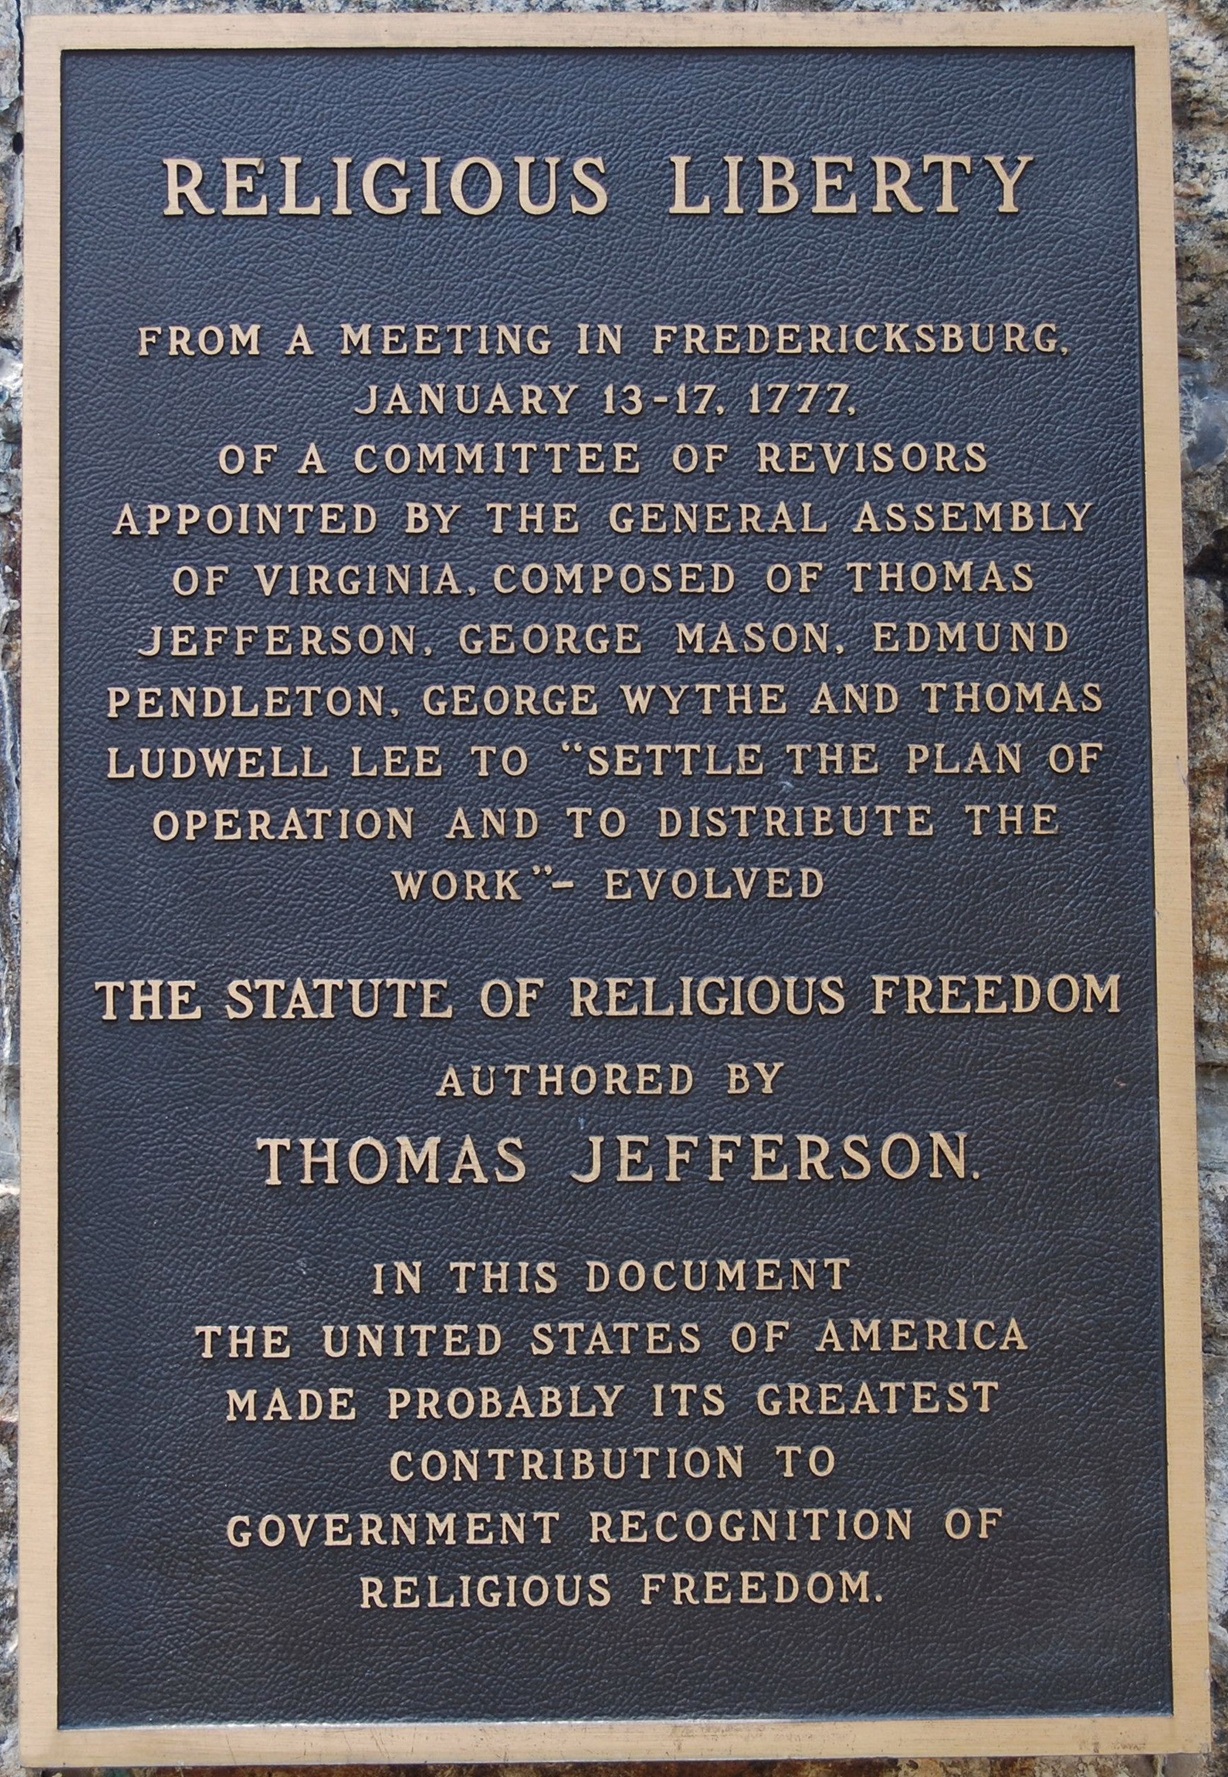 RELIGIOUS LIBERTY
FROM A MEETING IN FREDERICKSBURG,
JANUARY 13-17, 1777,
OF A COMMITTEE OF REVISORS
APPOINTED BY THE GENERAL ASSEMBLY
OF VIRGINIA, COMPOSED OF THOMAS
JEFFERSON, GEORGE MASON, EDMUND
PENDLETON, GEORGE WYTHE AND THOMAS
LUDWELL LEE TO “SETTLE THE PLAN OF
OPERATION AND TO DISTRIBUTE THE
WORK”- EVOLVED
THE STATUTE OF RELIGIOUS FREEDOM
AUTHORED BY
THOMAS JEFFERSON.
IN THIS DOCUMENT
THE UNITED STATES OF AMERICA
MADE PROBABLY ITS GREATEST
CONTRIBUTION TO
GOVERNMENT RECOGNITION OF
RELIGIOUS FREEDOM.